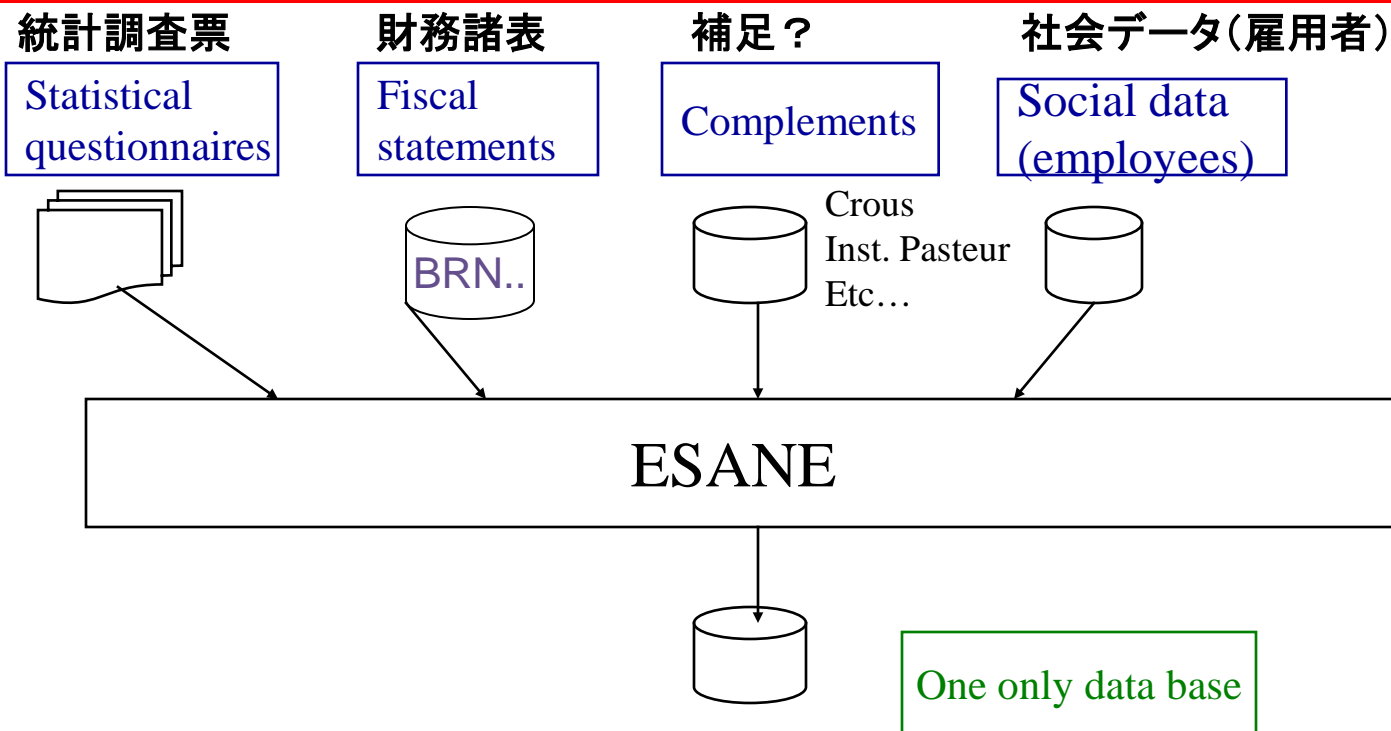 統計調査票
財務諸表
補足？
社会データ（雇用者）
Statistical
questionnaires
Fiscal
statements
Complements
Social data
(employees)
BRN..
Crous
Inst. Pasteur
Etc…
ESANE
One only data base